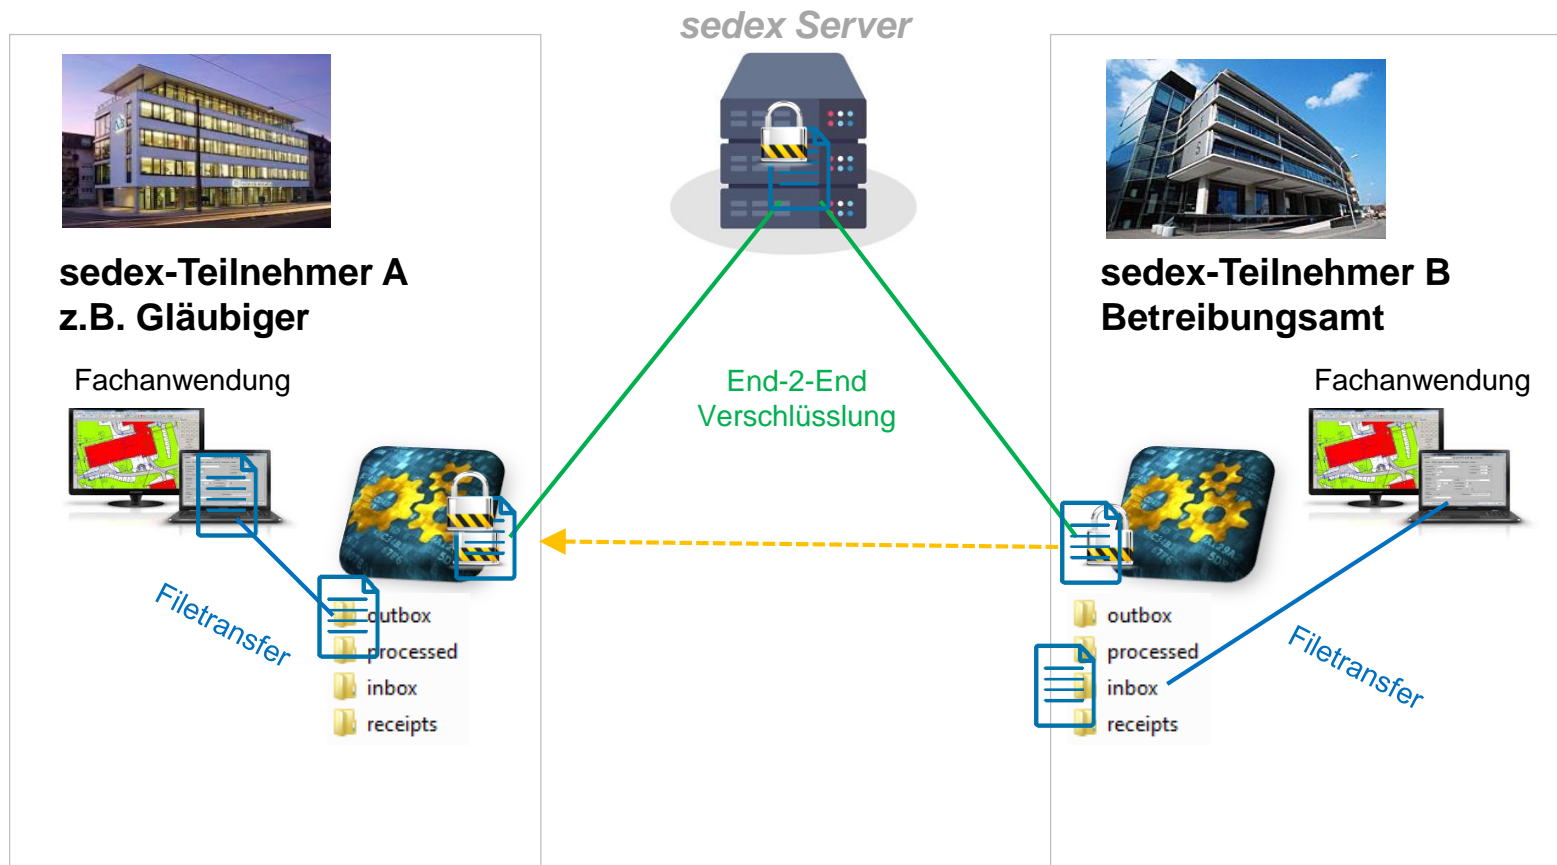 sedex Server
sedex-Teilnehmer A
z.B. Gläubiger
Fachanwendung
Filetransfer
outbox
processed
inbox
receipts
End-2-End
Verschlüsslung
sedex-Teilnehmer B
Betreibungsamt
Fachanwendung
outbox
processed
inbox
receipts
Filetransfer